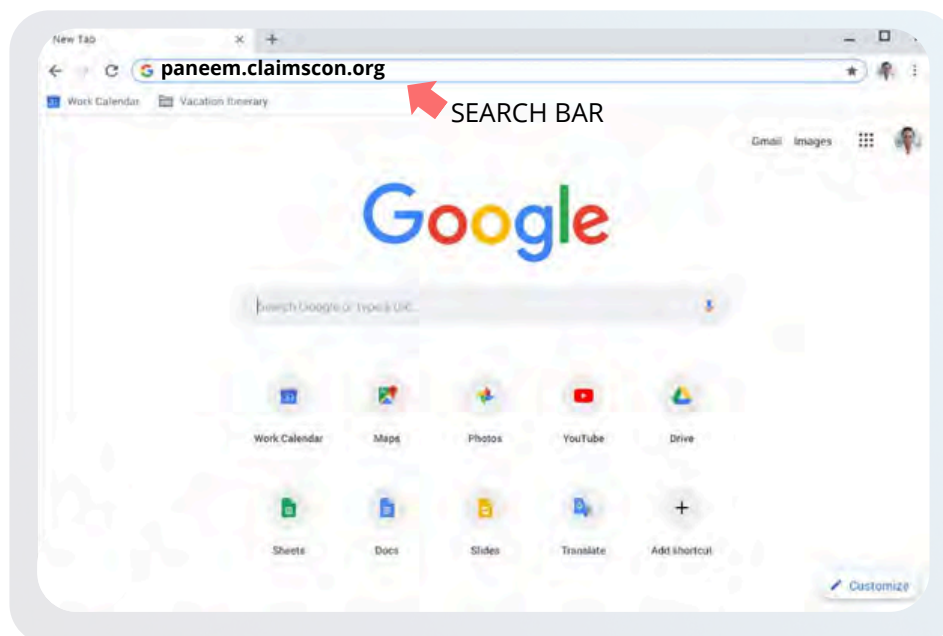 New Tab
paneem.claimscon.org
Work Calendar Vacation Itinerary
SEARCH BAR
Gmail Images
Google
Search Google or type a URL
Work Calendar Maps Photos YouTube Drive
Sheets Docs Slides Translate Add shortcut
Customize